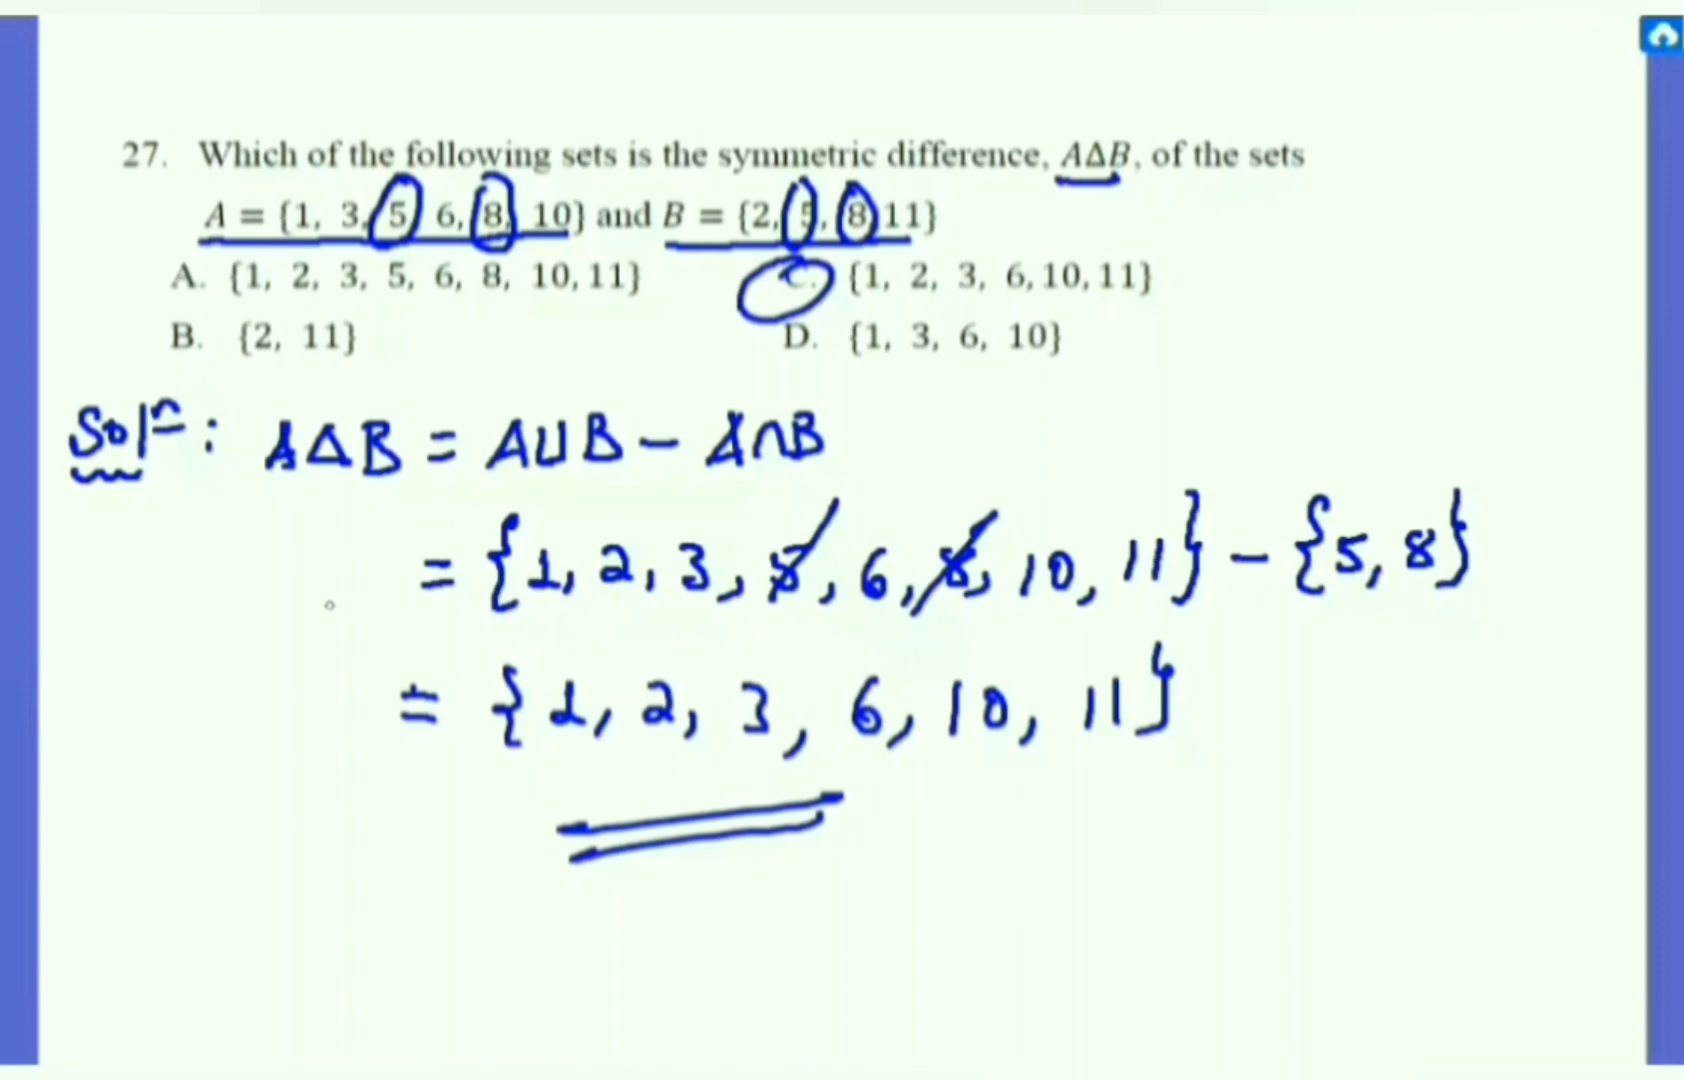 27. Which of the following sets is the symmetric difference, AΔB, of the sets
A = {1, 3, 5, 6, 8, 10} and B = {2, 5, 8, 11}
A. {1, 2, 3, 5, 6, 8, 10, 11} C. {1, 2, 3, 6, 10, 11}
B. {2, 11} D. {1, 3, 6, 10}
Solⁿ: AΔB = A∪B − A∩B
= {1, 2, 3, 5, 6, 8, 10, 11} − {5, 8}
= {1, 2, 3, 6, 10, 11}